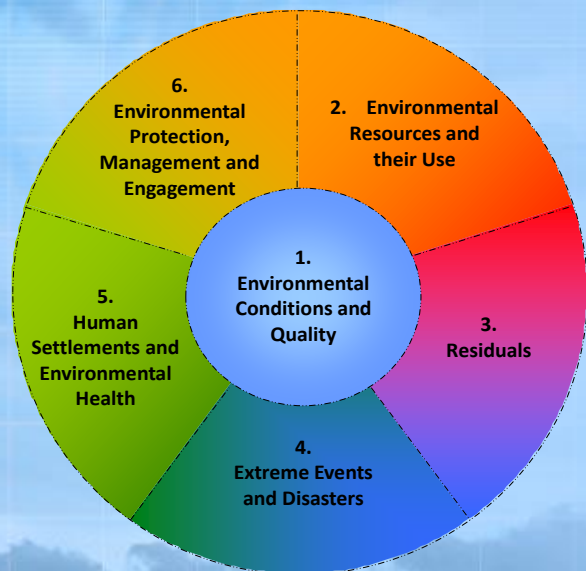 1.
Environmental
Conditions and
Quality
2. Environmental
Resources and
their Use
3.
Residuals
4.
Extreme Events
and Disasters
5.
Human
Settlements and
Environmental
Health
6.
Environmental
Protection,
Management and
Engagement